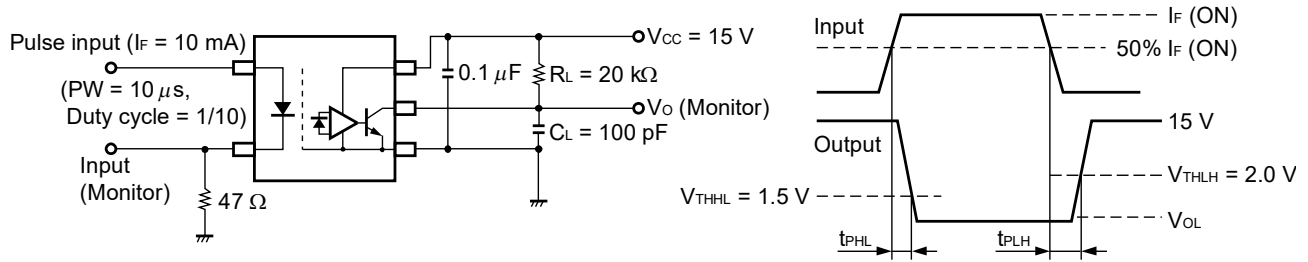 Pulse input (IF = 10 mA)
(PW = 10 μs,
Duty cycle = 1/10)
Input
(Monitor)
47 Ω
0.1 μF
VCC = 15 V
RL = 20 kΩ
VO (Monitor)
CL = 100 pF
Input
IF (ON)
50% IF (ON)
Output
15 V
VTHHL = 1.5 V
VTHLH = 2.0 V
VOL
tPHL
tPLH